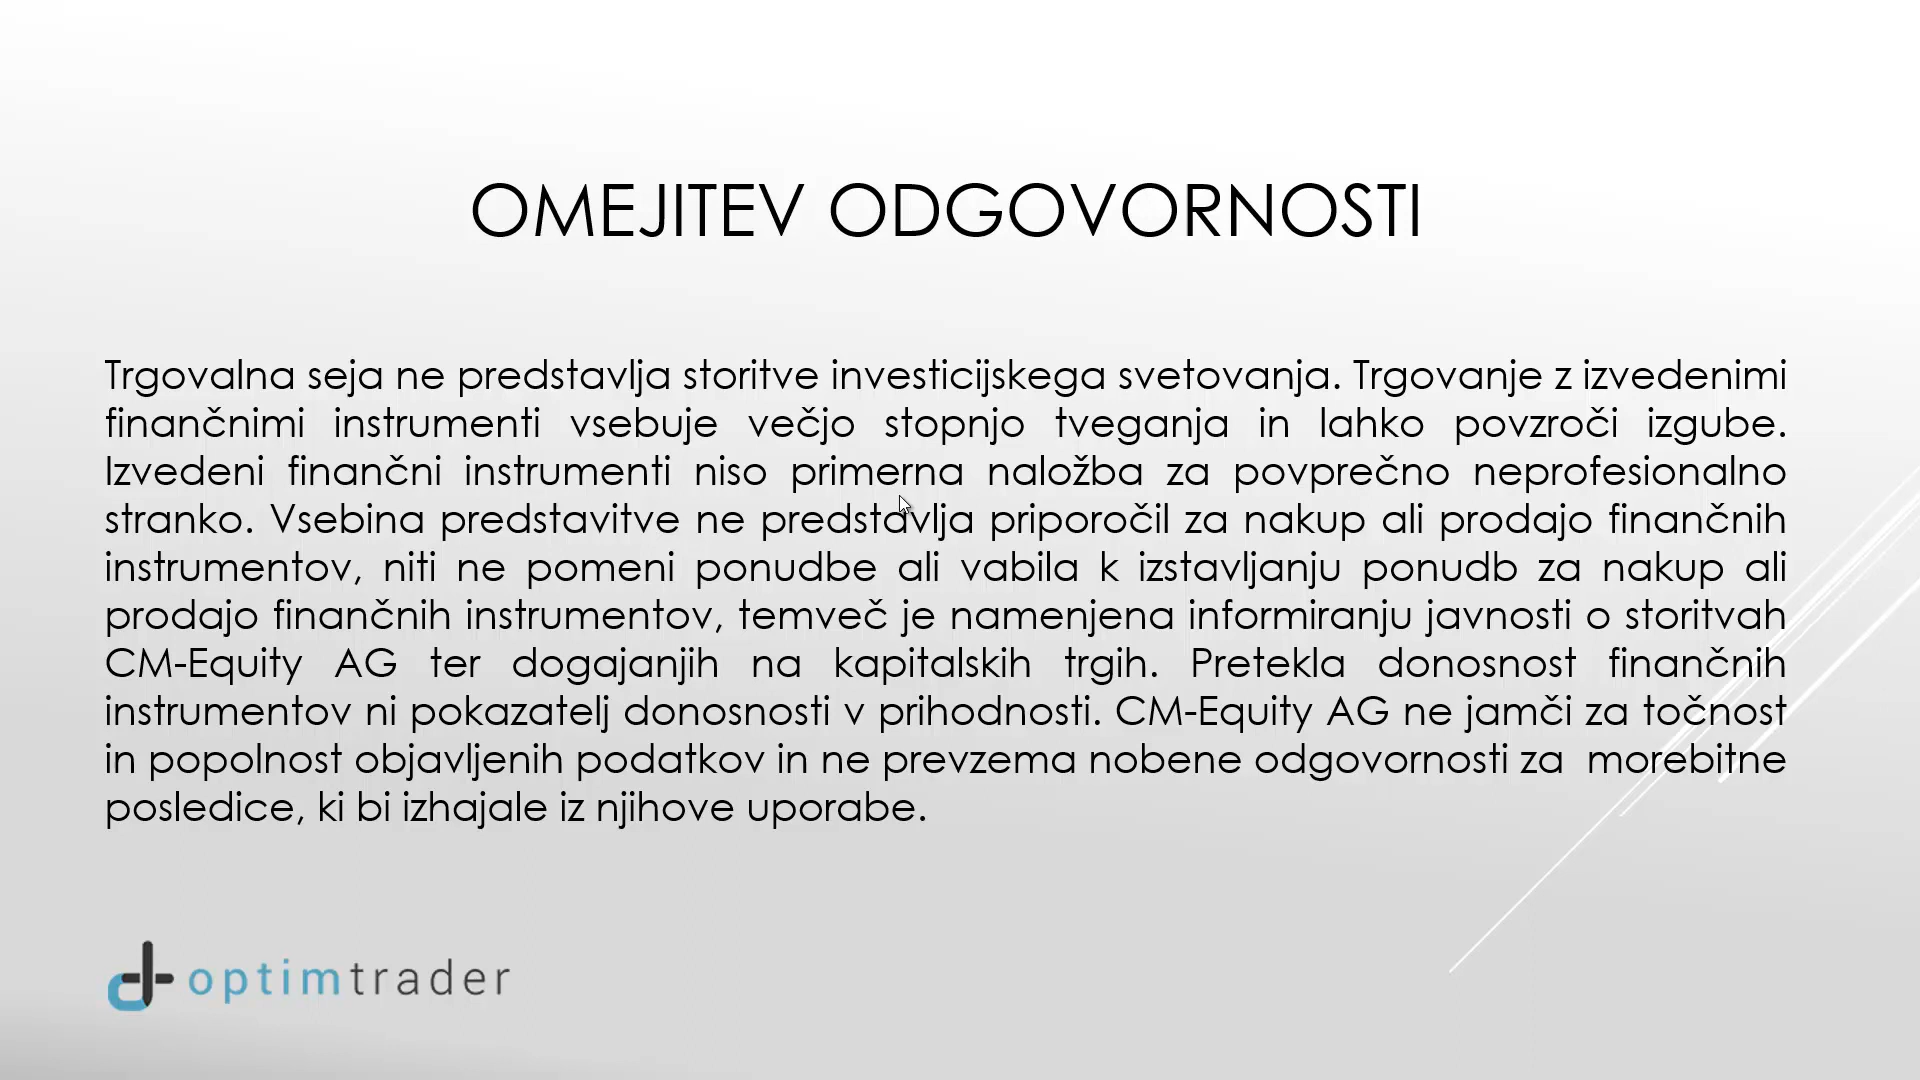 OMEJITEV ODGOVORNOSTI
Trgovalna seja ne predstavlja storitve investicijskega svetovanja. Trgovanje z izvedenimi
finančnimi instrumenti vsebuje večjo stopnjo tveganja in lahko povzroči izgube.
Izvedeni finančni instrumenti niso primerna naložba za povprečno neprofesionalno
stranko. Vsebina predstavitve ne predstavlja priporočil za nakup ali prodajo finančnih
instrumentov, niti ne pomeni ponudbe ali vabila k izstavljanju ponudb za nakup ali
prodajo finančnih instrumentov, temveč je namenjena informiranju javnosti o storitvah
CM-Equity AG ter dogajanjih na kapitalskih trgih. Pretekla donosnost finančnih
instrumentov ni pokazatelj donosnosti v prihodnosti. CM-Equity AG ne jamči za točnost
in popolnost objavljenih podatkov in ne prevzema nobene odgovornosti za morebitne
posledice, ki bi izhajale iz njihove uporabe.
optimtrader